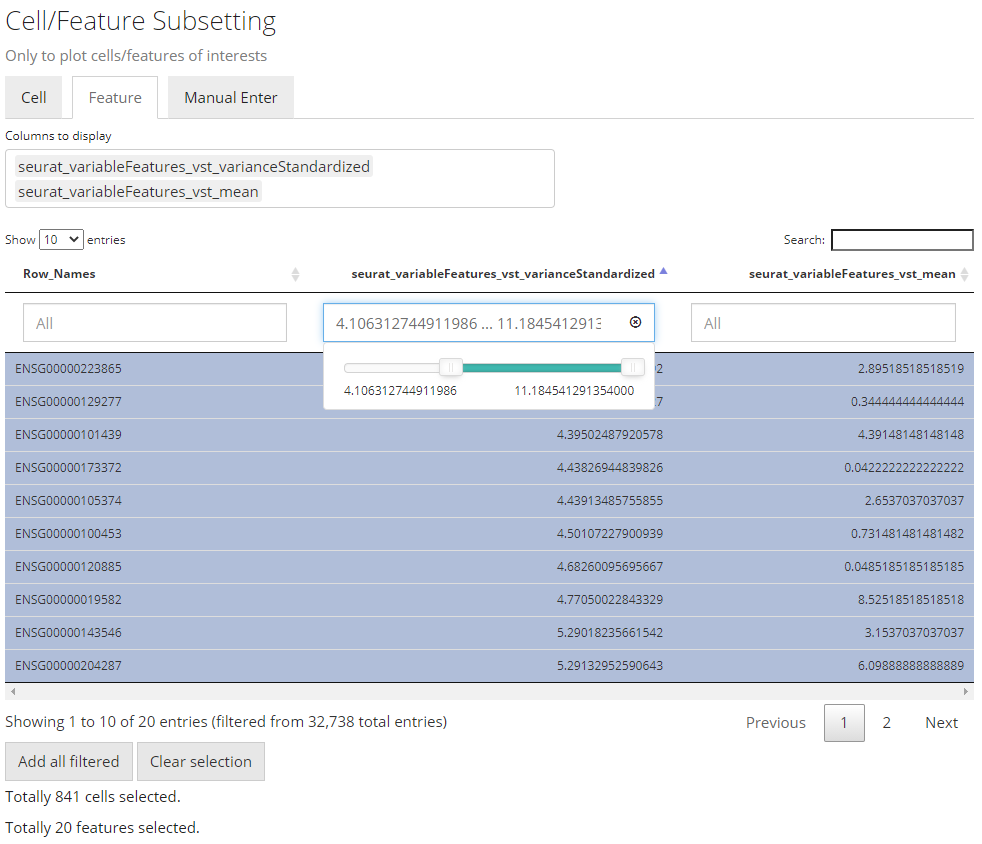 Cell/Feature Subsetting
Only to plot cells/features of interests
Cell Feature Manual Enter
Columns to display
seurat_variableFeatures_vst_varianceStandardized
seurat_variableFeatures_vst_mean
Show 10 entries Search:
Row_Names seurat_variableFeatures_vst_varianceStandardized seurat_variableFeatures_vst_mean
All 4.106312744911986 ... 11.184541291 All
4.106312744911986 11.184541291354000
ENSG00000223865 2 2.89518518518519
ENSG00000129277 7 0.344444444444444
ENSG00000101439 4.39502487920578 4.39148148148148
ENSG00000173372 4.43826944839826 0.0422222222222222
ENSG00000105374 4.43913485755855 2.6537037037037
ENSG00000100453 4.50107227900939 0.731481481481482
ENSG00000120885 4.68260095695667 0.0485185185185185
ENSG00000019582 4.77050022843329 8.52518518518518
ENSG00000143546 5.29018235661542 3.1537037037037
ENSG00000204287 5.29132952590643 6.09888888888889
Showing 1 to 10 of 20 entries (filtered from 32,738 total entries) Previous 1 2 Next
Add all filtered Clear selection
Totally 841 cells selected.
Totally 20 features selected.